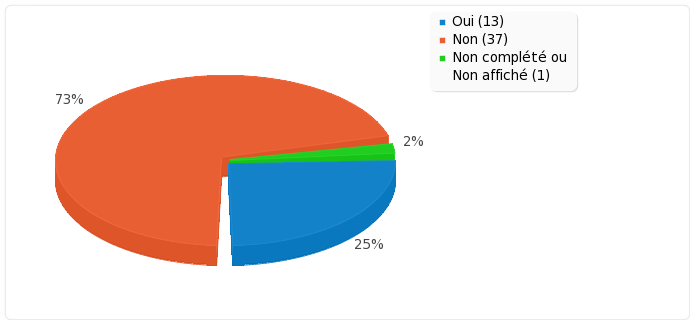 Oui (13)
Non (37)
Non complété ou
Non affiché (1)
73%
2%
25%